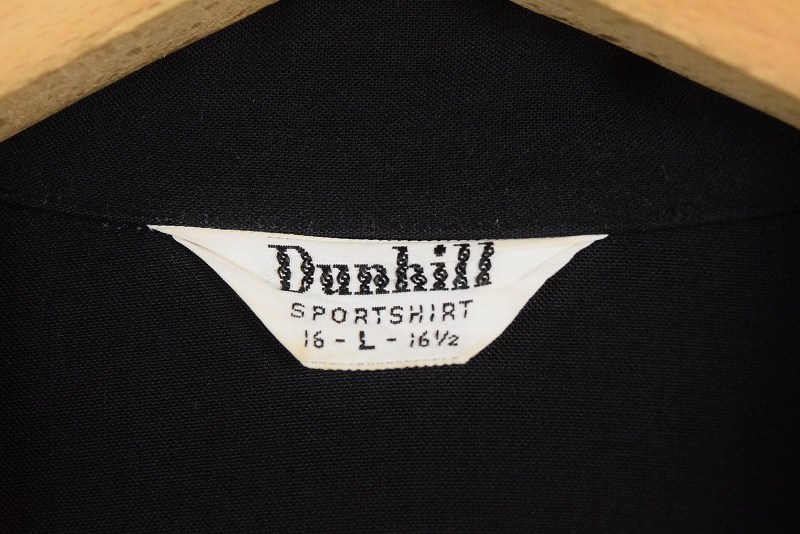 Dunhill
SPORTSHIRT
16 - L - 16½